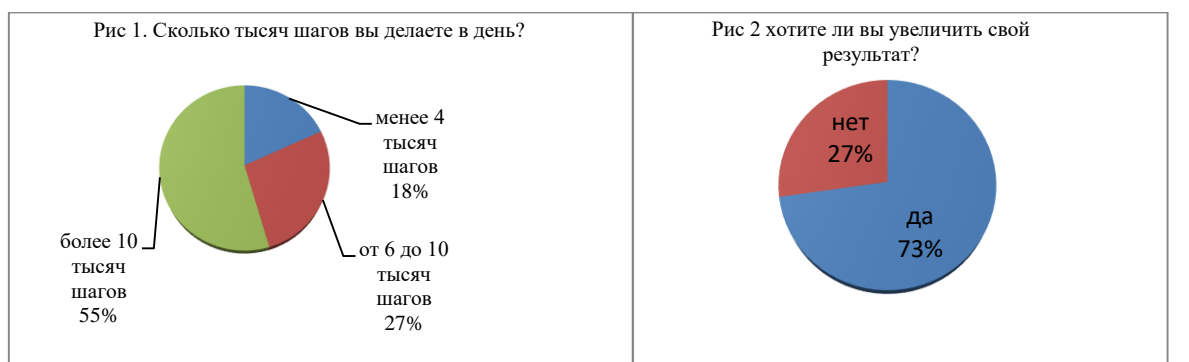 Рис 1. Сколько тысяч шагов вы делаете в день?
менее 4
тысяч
шагов
18%
от 6 до 10
тысяч
шагов
27%
более 10
тысяч
шагов
55%
Рис 2 хотите ли вы увеличить свой
результат?
нет
27%
да
73%